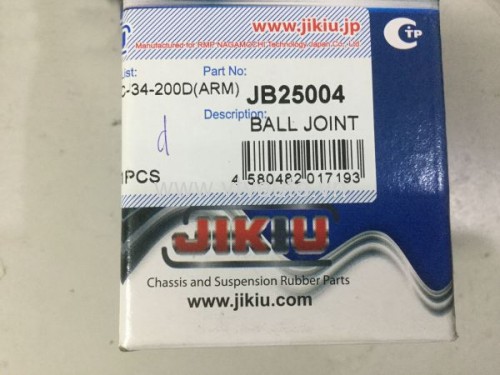 www.jikiu.jp
Manufactured for RMP NAGAMOCHI Technology Japan Co., Ltd.
CTP
List:
Part No:
C-34-200D(ARM) JB25004
Description:
BALL JOINT
d
1PCS
4 580482 017193
JIKIU
Chassis and Suspension Rubber Parts
www.jikiu.com